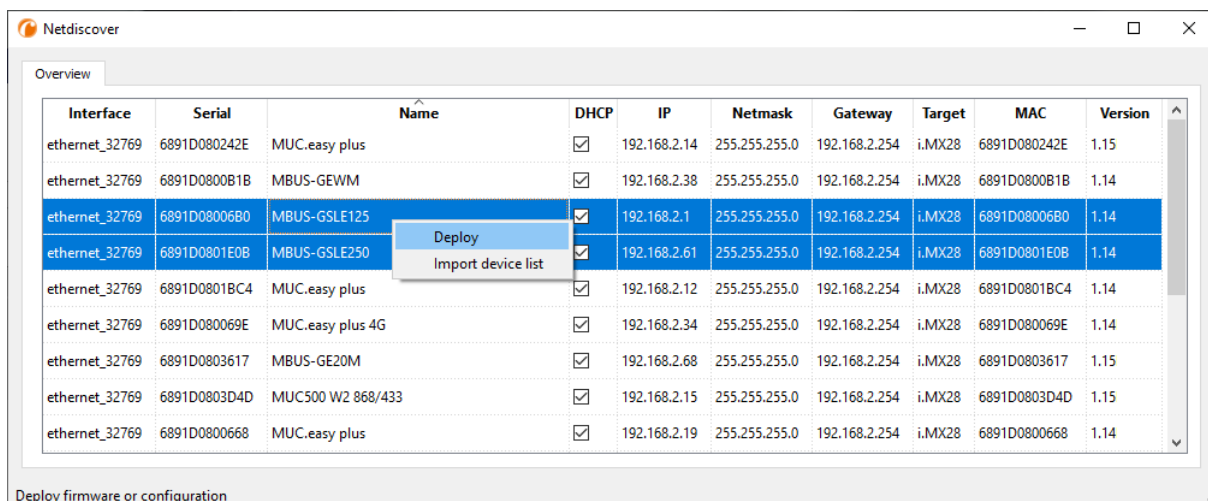 Netdiscover
Overview
Interface Serial Name DHCP IP Netmask Gateway Target MAC Version
ethernet_32769 6891D080242E MUC.easy plus 192.168.2.14 255.255.255.0 192.168.2.254 i.MX28 6891D080242E 1.15
ethernet_32769 6891D0800B1B MBUS-GEWM 192.168.2.38 255.255.255.0 192.168.2.254 i.MX28 6891D0800B1B 1.14
ethernet_32769 6891D08006B0 MBUS-GSLE125 192.168.2.1 255.255.255.0 192.168.2.254 i.MX28 6891D08006B0 1.14
Deploy
ethernet_32769 6891D0801E0B MBUS-GSLE250 192.168.2.61 255.255.255.0 192.168.2.254 i.MX28 6891D0801E0B 1.14
Import device list
ethernet_32769 6891D0801BC4 MUC.easy plus 192.168.2.12 255.255.255.0 192.168.2.254 i.MX28 6891D0801BC4 1.14
ethernet_32769 6891D080069E MUC.easy plus 4G 192.168.2.34 255.255.255.0 192.168.2.254 i.MX28 6891D080069E 1.14
ethernet_32769 6891D0803617 MBUS-GE20M 192.168.2.68 255.255.255.0 192.168.2.254 i.MX28 6891D0803617 1.15
ethernet_32769 6891D0803D4D MUC500 W2 868/433 192.168.2.15 255.255.255.0 192.168.2.254 i.MX28 6891D0803D4D 1.15
ethernet_32769 6891D0800668 MUC.easy plus 192.168.2.19 255.255.255.0 192.168.2.254 i.MX28 6891D0800668 1.14
Deploy firmware or configuration